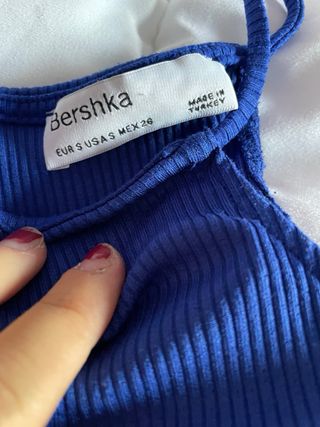 Bershka
MADE IN
TURKEY
EUR S USA S MEX 26